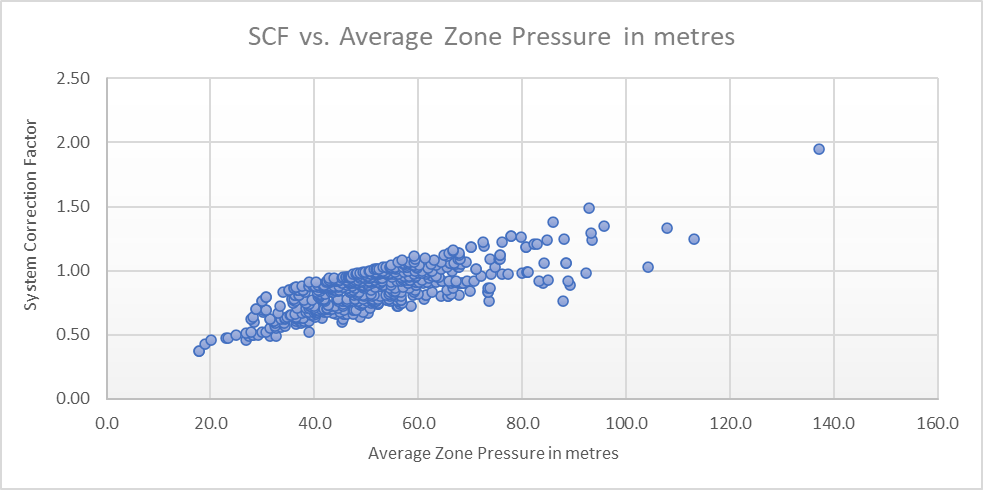 SCF vs. Average Zone Pressure in metres
2.50
2.00
1.50
1.00
0.50
0.00
System Correction Factor
0.0 20.0 40.0 60.0 80.0 100.0 120.0 140.0 160.0
Average Zone Pressure in metres